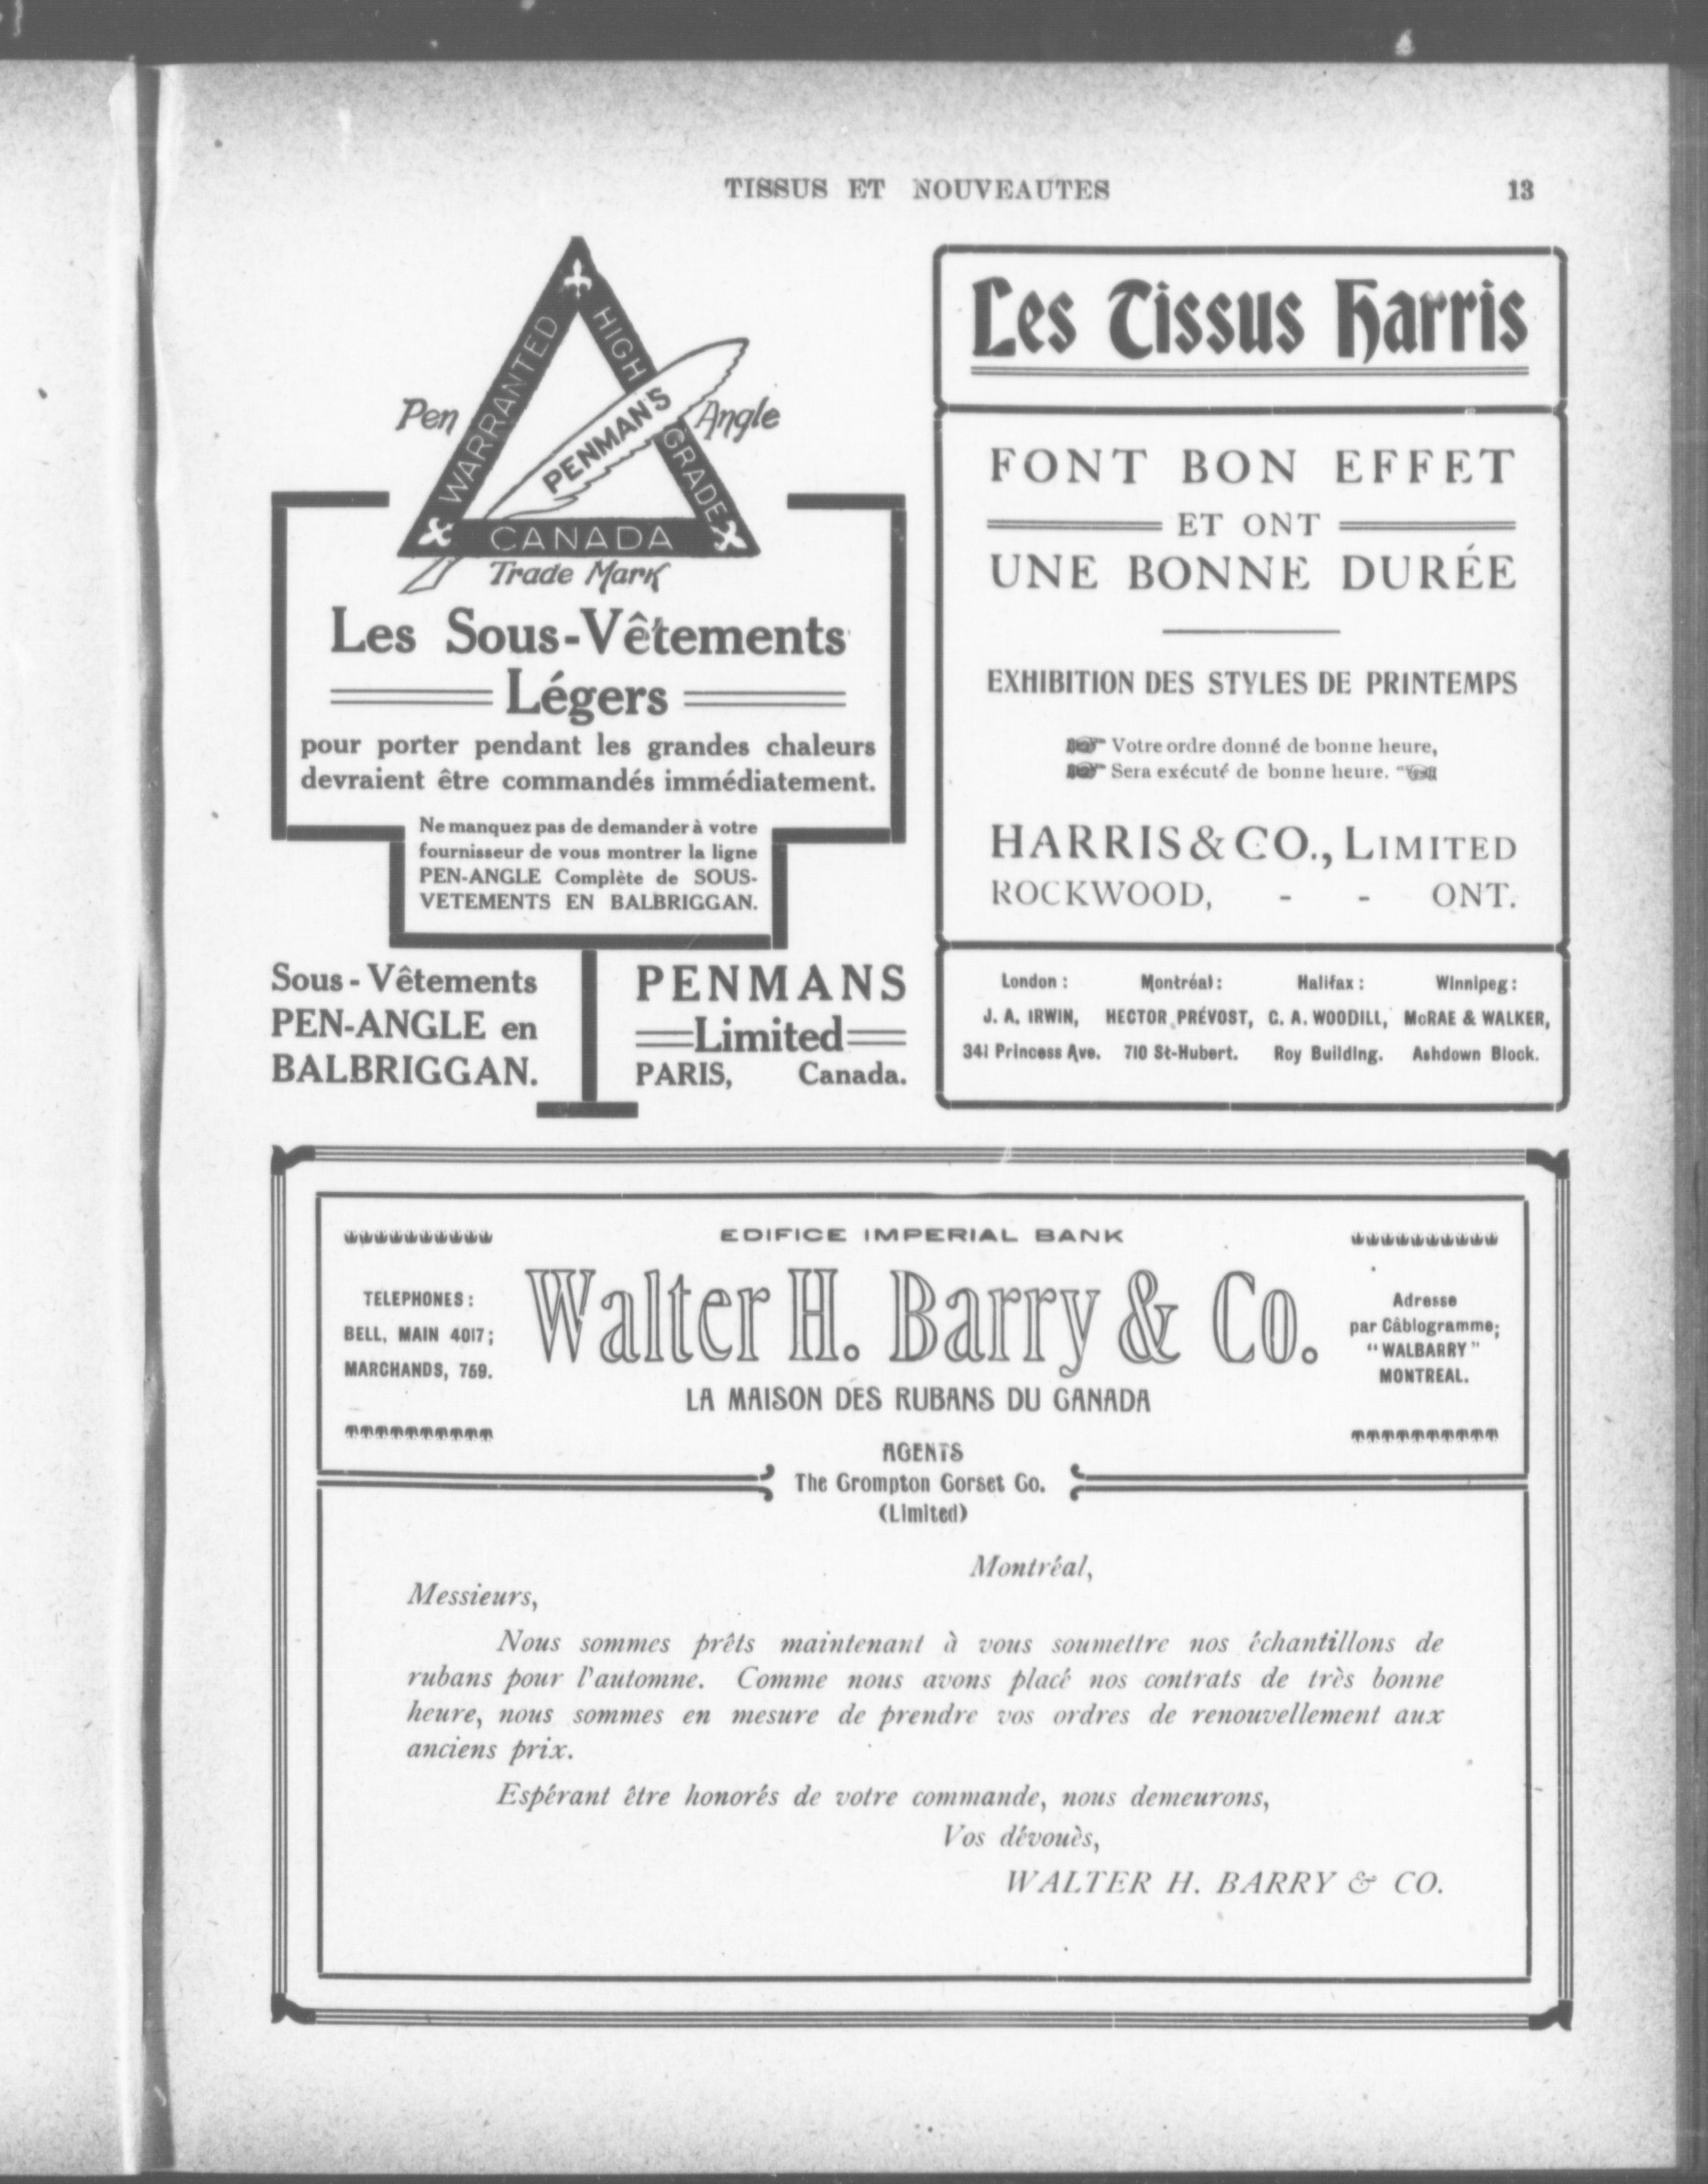 TISSUS ET NOUVEAUTES 13
Pen Angle
WARRANTED HIGH GRADE
PENMAN'S
CANADA
Trade Mark
Les Sous-Vêtements
Légers
pour porter pendant les grandes chaleurs
devraient être commandés immédiatement.
Ne manquez pas de demander à votre
fournisseur de vous montrer la ligne
PEN-ANGLE Complète de SOUS-
VETEMENTS EN BALBRIGGAN.
Sous-Vêtements
PEN-ANGLE en
BALBRIGGAN.
PENMANS
Limited
PARIS, Canada.
Les Tissus Harris
FONT BON EFFET
ET ONT
UNE BONNE DURÉE
EXHIBITION DES STYLES DE PRINTEMPS
Votre ordre donné de bonne heure,
Sera exécuté de bonne heure.
HARRIS & CO., LIMITED
ROCKWOOD, - - ONT.
London : Montréal : Halifax : Winnipeg :
J. A. IRWIN, HECTOR PRÉVOST, C. A. WOODILL, McRAE & WALKER,
341 Princess Ave. 710 St-Hubert. Roy Building. Ashdown Block.
EDIFICE IMPERIAL BANK
TELEPHONES :
BELL, MAIN 4017;
MARCHANDS, 759.
Walter H. Barry & Co.
LA MAISON DES RUBANS DU CANADA
Adresse
par Câblogramme;
"WALBARRY"
MONTREAL.
AGENTS
The Crompton Corset Co.
(Limited)
Montréal,
Messieurs,
Nous sommes prêts maintenant à vous soumettre nos échantillons de
rubans pour l'automne. Comme nous avons placé nos contrats de très bonne
heure, nous sommes en mesure de prendre vos ordres de renouvellement aux
anciens prix.
Espérant être honorés de votre commande, nous demeurons,
Vos dévouès,
WALTER H. BARRY & CO.